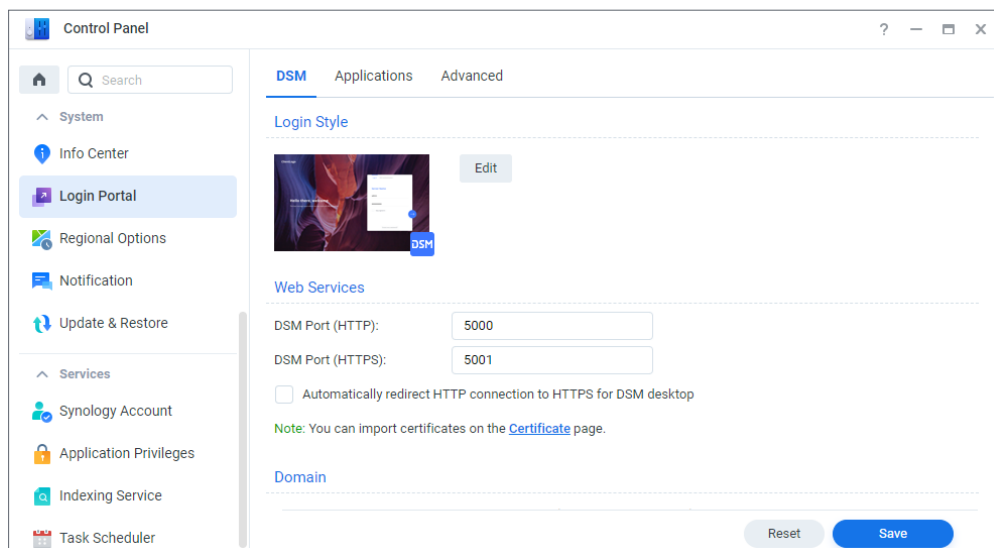 Control Panel
?
Search
System
Info Center
Login Portal
Regional Options
Notification
Update & Restore
Services
Synology Account
Application Privileges
Indexing Service
Task Scheduler
DSM Applications Advanced
Login Style
DSM
Edit
Web Services
DSM Port (HTTP): 5000
DSM Port (HTTPS): 5001
Automatically redirect HTTP connection to HTTPS for DSM desktop
Note: You can import certificates on the Certificate page.
Domain
Reset Save